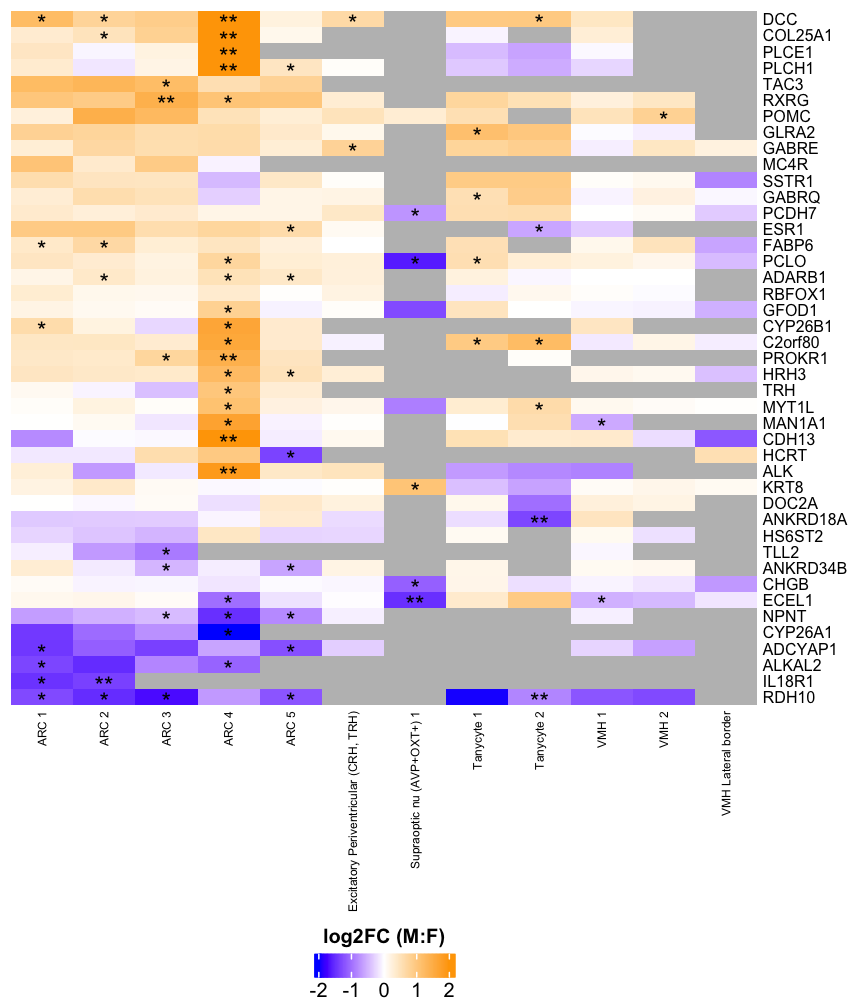 * * ** * * DCC
* ** COL25A1
** PLCE1
** * PLCH1
* TAC3
** * RXRG
* POMC
* GLRA2
* GABRE
MC4R
SSTR1
* GABRQ
* PCDH7
* * ESR1
* * FABP6
* * * PCLO
* * * ADARB1
RBFOX1
* GFOD1
* * CYP26B1
* * * C2orf80
* ** PROKR1
* * HRH3
* TRH
* * MYT1L
* * MAN1A1
** CDH13
* HCRT
** ALK
* KRT8
DOC2A
** ANKRD18A
HS6ST2
* TLL2
* * ANKRD34B
* CHGB
* ** * ECEL1
* * * NPNT
* CYP26A1
* * ADCYAP1
* * ALKAL2
* ** IL18R1
* * * * ** RDH10
ARC 1
ARC 2
ARC 3
ARC 4
ARC 5
Excitatory Periventricular (CRH, TRH)
Supraoptic nu (AVP+OXT+) 1
Tanycyte 1
Tanycyte 2
VMH 1
VMH 2
VMH Lateral border
log2FC (M:F)
-2 -1 0 1 2